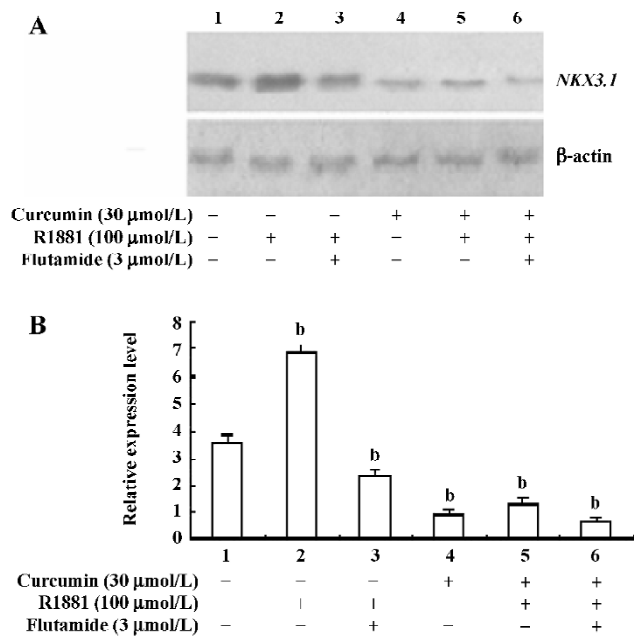 A
1 2 3 4 5 6
NKX3.1
β-actin
Curcumin (30 μmol/L) – – – + + +
R1881 (100 μmol/L) – + + – + +
Flutamide (3 μmol/L) – – + – – +
B
Relative expression level
8
7
6
5
4
3
2
1
0
b
b
b
b
b
1 2 3 4 5 6
Curcumin (30 μmol/L) – – – + + +
R1881 (100 μmol/L) – I I – + +
Flutamide (3 μmol/L) – – + – – +